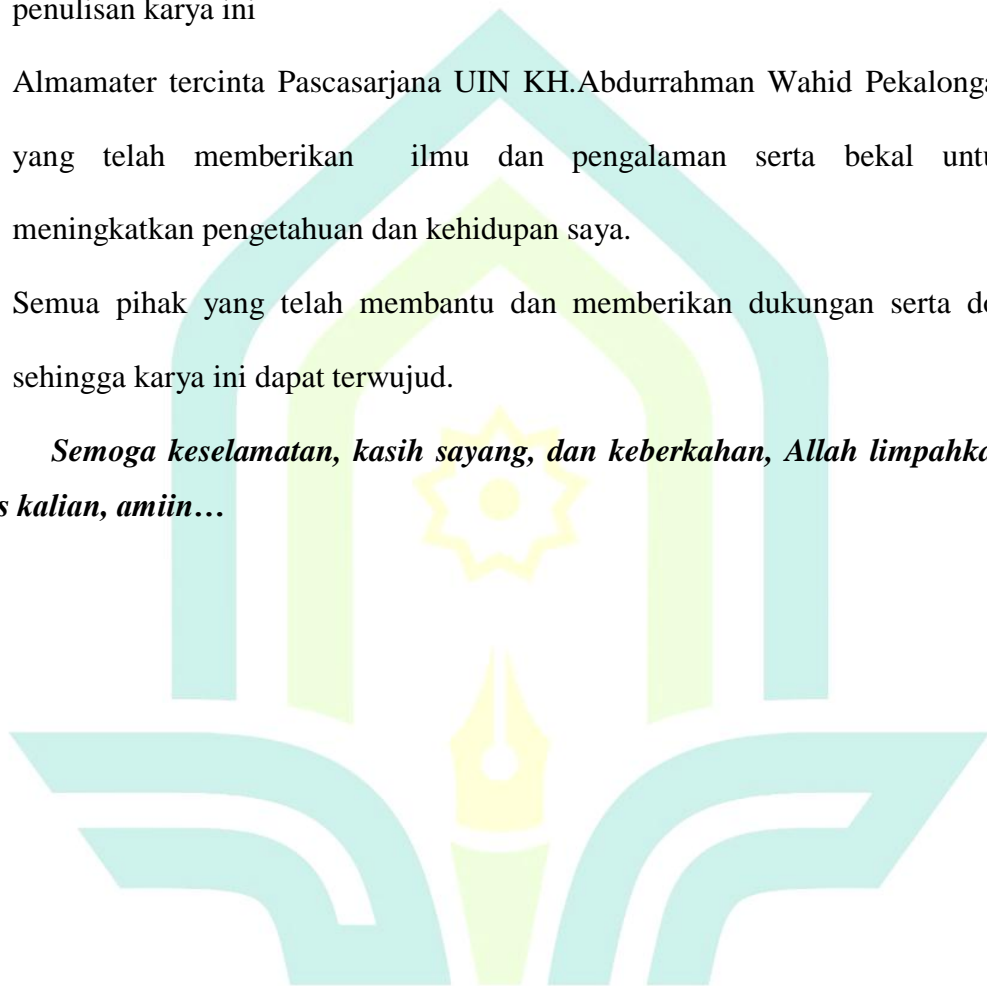 penulisan karya ini
Almamater tercinta Pascasarjana UIN KH.Abdurrahman Wahid Pekalonga
yang telah memberikan ilmu dan pengalaman serta bekal untu
meningkatkan pengetahuan dan kehidupan saya.
Semua pihak yang telah membantu dan memberikan dukungan serta do
sehingga karya ini dapat terwujud.
Semoga keselamatan, kasih sayang, dan keberkahan, Allah limpahka
s kalian, amiin…